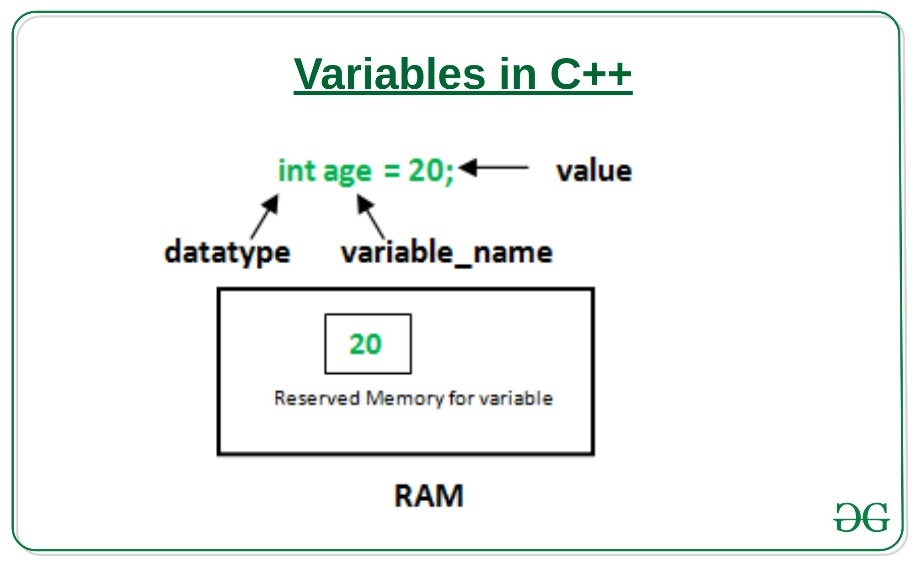 Variables in C++
int age = 20; value
datatype variable_name
20
Reserved Memory for variable
RAM
GG